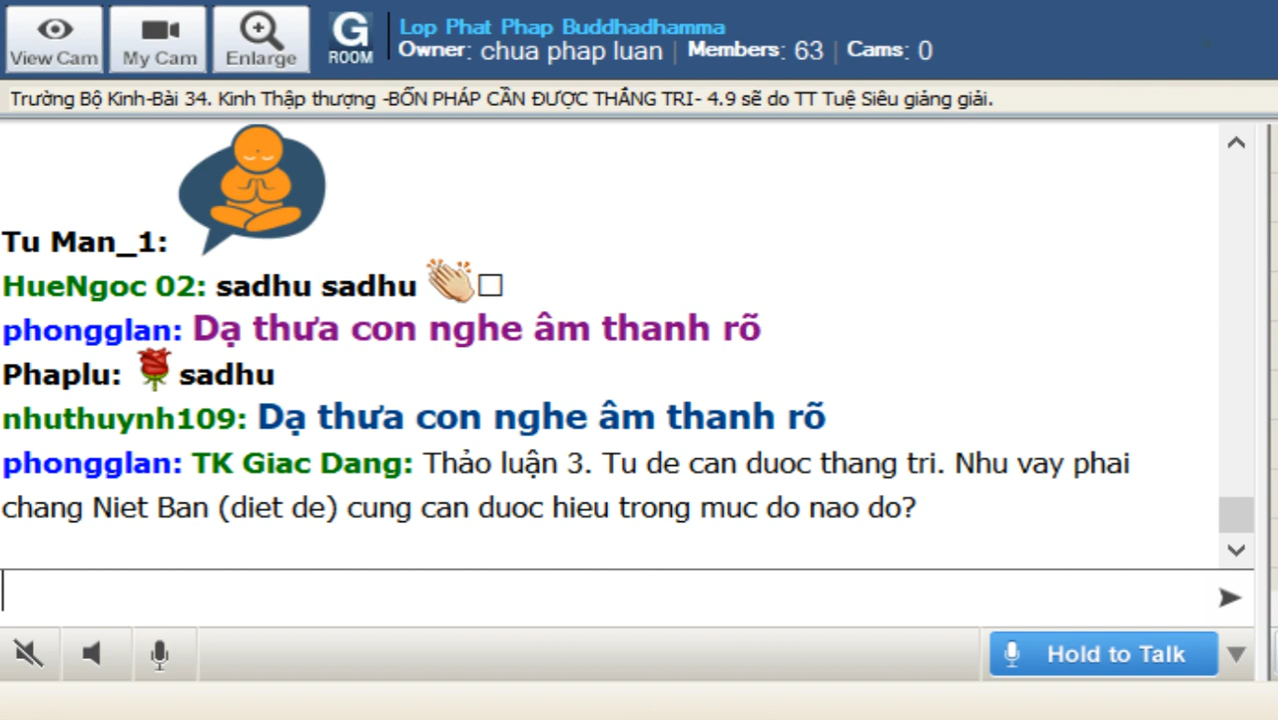 View Cam
My Cam
Enlarge
G
ROOM
Lop Phat Phap Buddhadhamma
Owner: chua phap luan | Members: 63 | Cams: 0
Trường Bộ Kinh-Bài 34. Kinh Thập thượng -BỐN PHÁP CẦN ĐƯỢC THẮNG TRI- 4.9 sẽ do TT Tuệ Siêu giảng giải.
Tu Man_1:
HueNgoc 02: sadhu sadhu
phongglan: Dạ thưa con nghe âm thanh rõ
Phaplu: sadhu
nhuthuynh109: Dạ thưa con nghe âm thanh rõ
phongglan: TK Giac Dang: Thảo luận 3. Tu de can duoc thang tri. Nhu vay phai
chang Niet Ban (diet de) cung can duoc hieu trong muc do nao do?
Hold to Talk